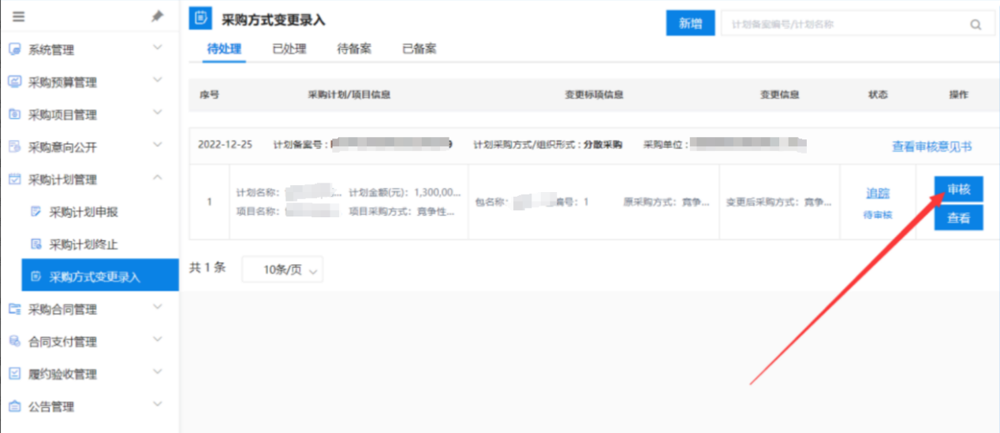 采购方式变更录入
新增
计划备案编号/计划名称
系统管理
采购预算管理
采购项目管理
采购意向公开
采购计划管理
采购计划申报
采购计划终止
采购方式变更录入
采购合同管理
合同支付管理
履约验收管理
公告管理
待处理 已处理 待备案 已备案
序号 采购计划/项目信息 变更标项信息 变更信息 状态 操作
2022-12-25 计划备案号: 计划采购方式/组织形式:分散采购 采购单位: 查看审核意见书
1
计划名称: ... 计划金额(元): 1,300,00...
项目名称: 项目采购方式: 竞争性...
包名称: 编号: 1 原采购方式: 竞争...
变更后采购方式: 竞争...
追踪
待审核
审核
查看
共 1 条 10条/页